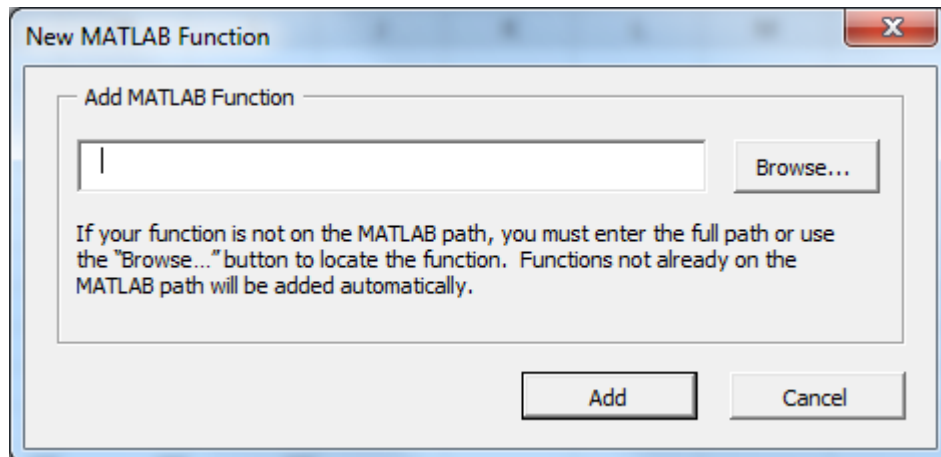 New MATLAB Function
Add MATLAB Function
Browse...
If your function is not on the MATLAB path, you must enter the full path or use
the "Browse..." button to locate the function.  Functions not already on the
MATLAB path will be added automatically.
Add
Cancel